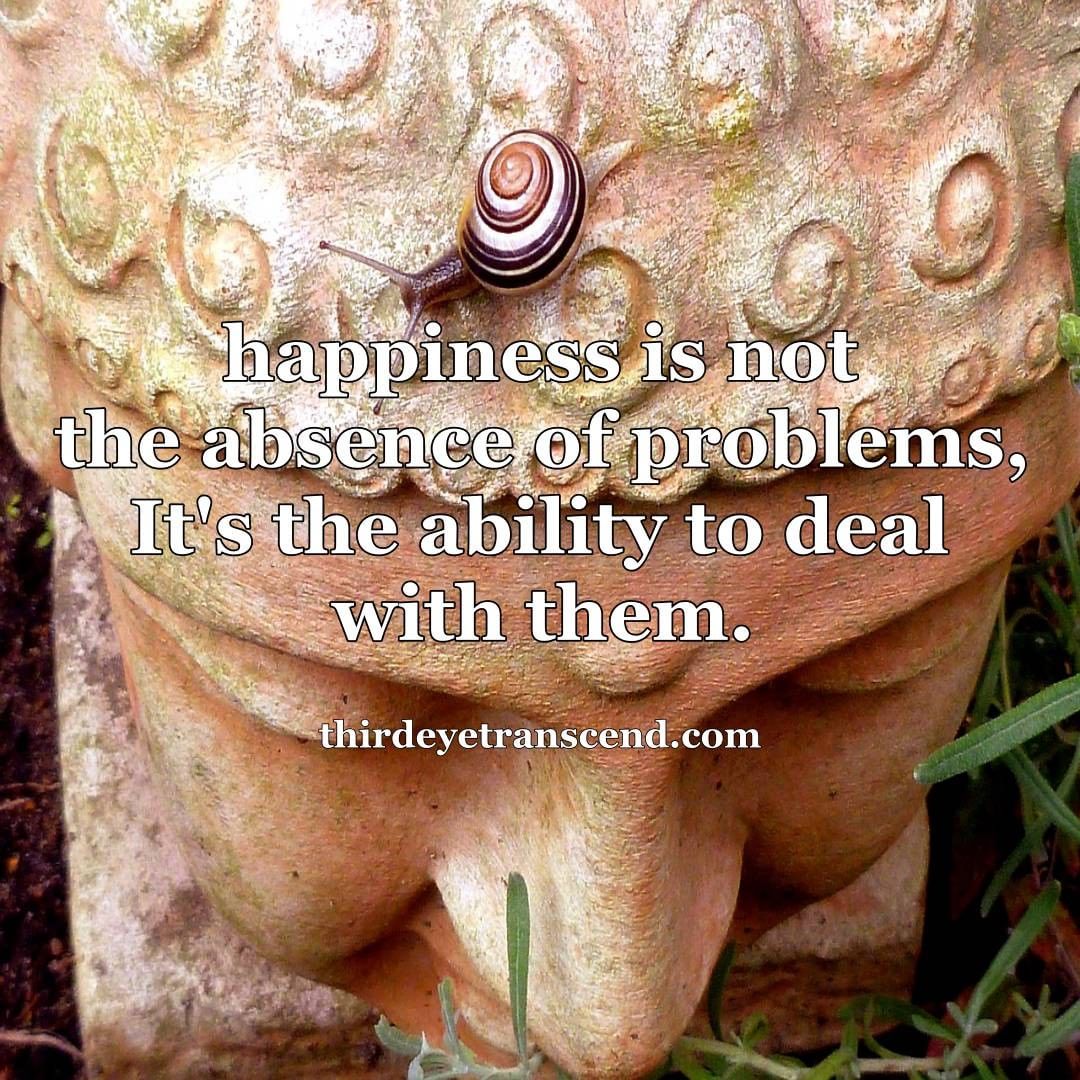 happiness is not
the absence of problems,
It's the ability to deal
with them.
thirdeyetranscend.com